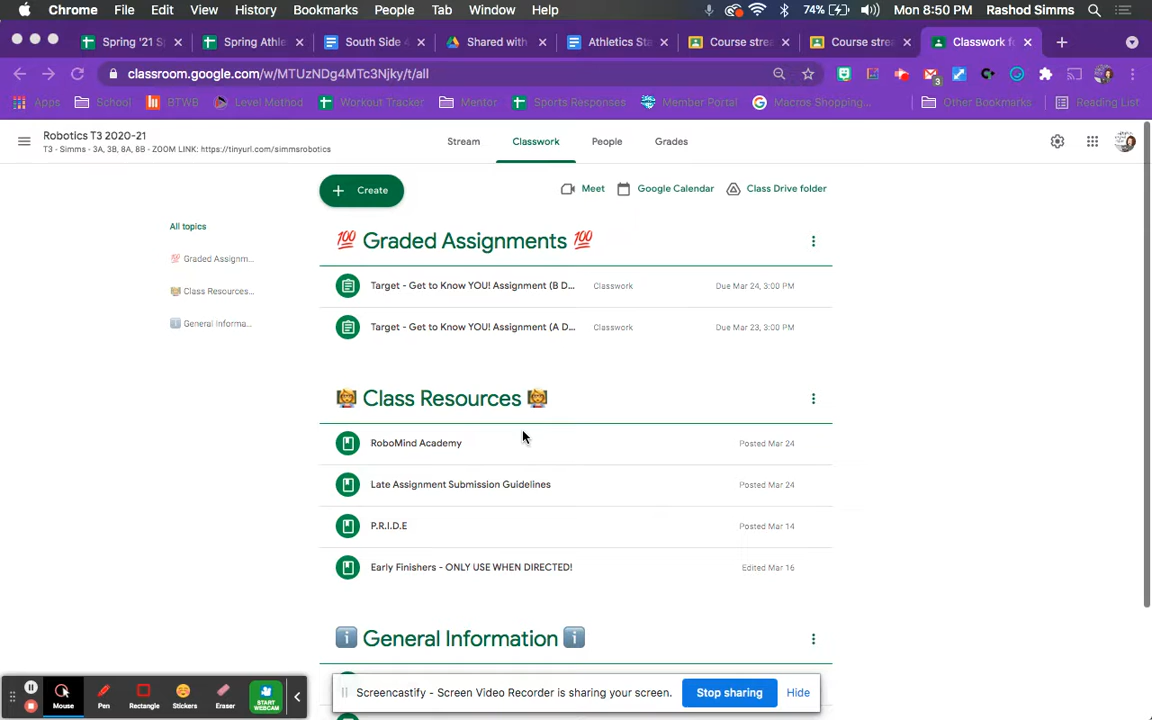 Chrome File Edit View History Bookmarks People Tab Window Help 74% Mon 8:50 PM Rashod Simms
Spring '21 S Spring Athle South Side 4 Shared with Athletics Sta Course strea Course strea Classwork fo
classroom.google.com/w/MTUzNDg4MTc3Njky/t/all
3
Apps School BTWB Level Method Workout Tracker Mentor Sports Responses Member Portal Macros Shopping... Other Bookmarks Reading List
Robotics T3 2020-21
T3 - Simms - 3A, 3B, 8A, 8B - ZOOM LINK: https://tinyurl.com/simmsrobotics
Stream Classwork People Grades
+ Create
Meet Google Calendar Class Drive folder
All topics
💯 Graded Assignm...
Class Resources...
ℹ️ General Informa...
💯 Graded Assignments 💯
Target - Get to Know YOU! Assignment (B D... Classwork Due Mar 24, 3:00 PM
Target - Get to Know YOU! Assignment (A D... Classwork Due Mar 23, 3:00 PM
Class Resources
RoboMind Academy Posted Mar 24
Late Assignment Submission Guidelines Posted Mar 24
P.R.I.D.E Posted Mar 14
Early Finishers - ONLY USE WHEN DIRECTED! Edited Mar 16
ℹ️ General Information ℹ️
Mouse Pen Rectangle Stickers Eraser START WEBCAM
Screencastify - Screen Video Recorder is sharing your screen. Stop sharing Hide